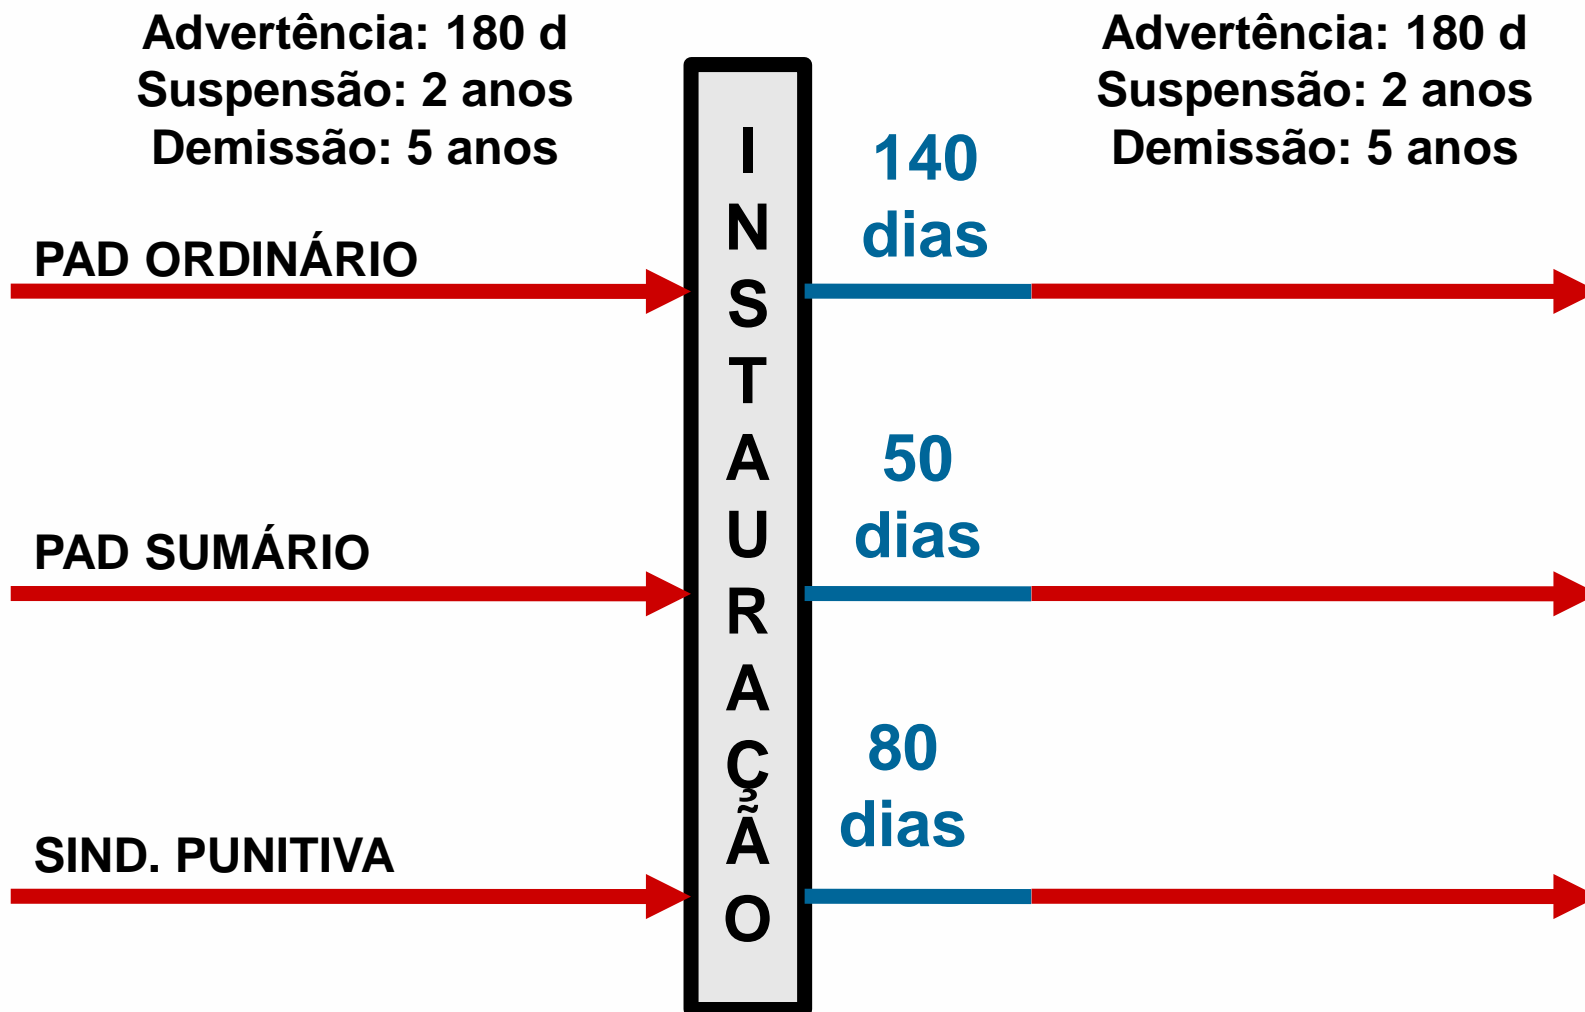 Advertência: 180 d
Suspensão: 2 anos
Demissão: 5 anos
Advertência: 180 d
Suspensão: 2 anos
Demissão: 5 anos
I
N
S
T
A
U
R
A
Ç
Ã
O
PAD ORDINÁRIO
140
dias
PAD SUMÁRIO
50
dias
SIND. PUNITIVA
80
dias